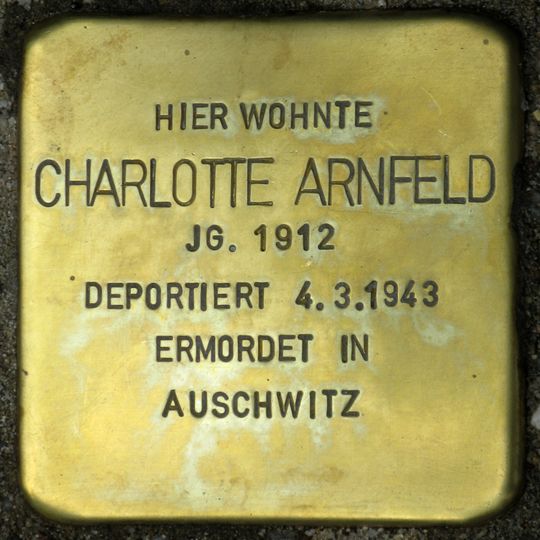 HIER WOHNTE
CHARLOTTE ARNFELD
JG. 1912
DEPORTIERT 4.3.1943
ERMORDET IN
AUSCHWITZ